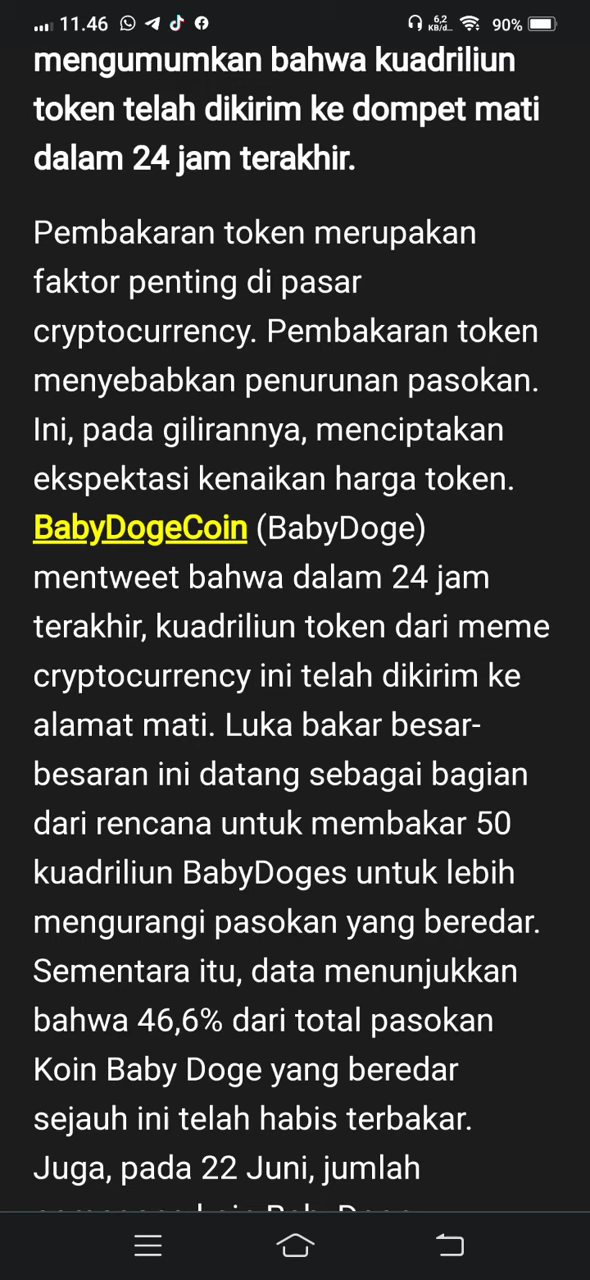 11.46
6,2
KB/d...
90%
mengumumkan bahwa kuadriliun
token telah dikirim ke dompet mati
dalam 24 jam terakhir.
Pembakaran token merupakan
faktor penting di pasar
cryptocurrency. Pembakaran token
menyebabkan penurunan pasokan.
Ini, pada gilirannya, menciptakan
ekspektasi kenaikan harga token.
BabyDogeCoin (BabyDoge)
mentweet bahwa dalam 24 jam
terakhir, kuadriliun token dari meme
cryptocurrency ini telah dikirim ke
alamat mati. Luka bakar besar-
besaran ini datang sebagai bagian
dari rencana untuk membakar 50
kuadriliun BabyDoges untuk lebih
mengurangi pasokan yang beredar.
Sementara itu, data menunjukkan
bahwa 46,6% dari total pasokan
Koin Baby Doge yang beredar
sejauh ini telah habis terbakar.
Juga, pada 22 Juni, jumlah